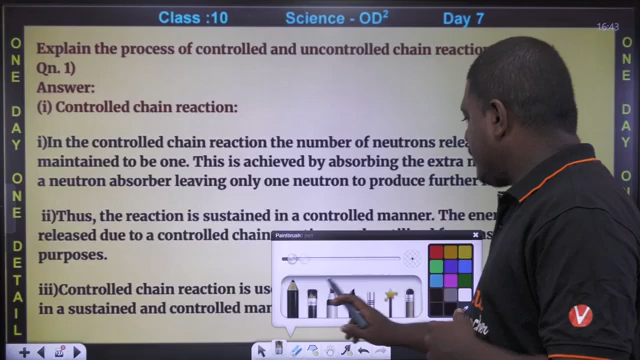 Class :10 Science - OD² Day 7
16:43
ONE DAY ONE DETAIL
ONE DAY ONE DETAIL
Explain the process of controlled and uncontrolled chain reaction
Qn. 1)
Answer:
(i) Controlled chain reaction:
i)In the controlled chain reaction the number of neutrons
maintained to be one. This is achieved by absorbing the extra
a neutron absorber leaving only one neutron to produce further
ii)Thus, the reaction is sustained in a controlled manner. The
released due to a controlled chain
purposes.
iii)Controlled chain reaction is
in a sustained and controlled
Paintbrush
V